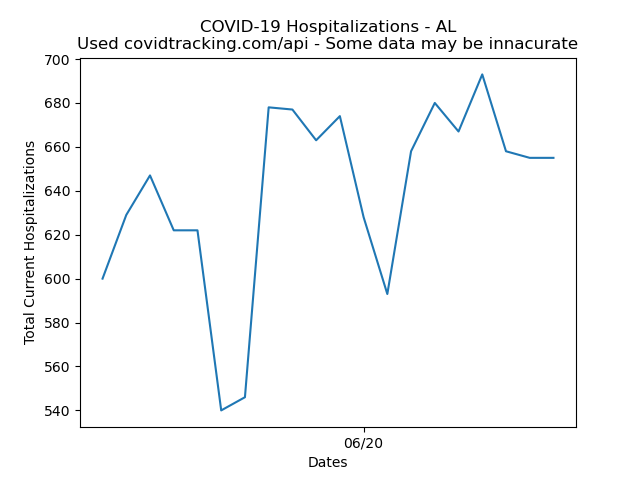 COVID-19 Hospitalizations - AL
Used covidtracking.com/api - Some data may be innacurate
700
680
660
640
620
600
580
560
540
Total Current Hospitalizations
06/20
Dates